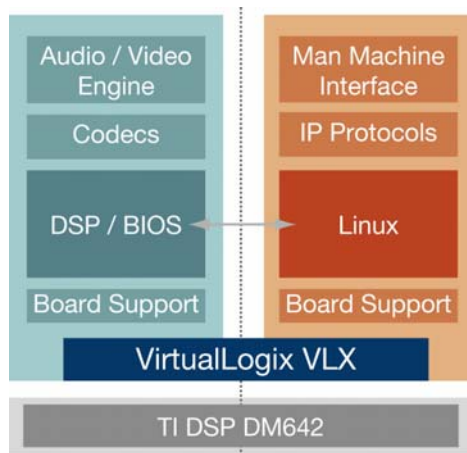 Audio / Video
Engine
Codecs
DSP / BIOS
Board Support
Man Machine
Interface
IP Protocols
Linux
Board Support
VirtualLogix VLX
TI DSP DM642